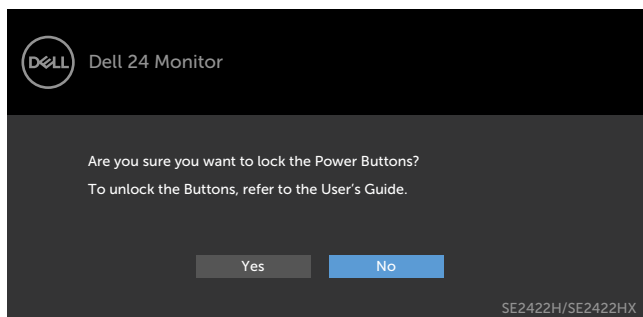 DELL
Dell 24 Monitor
Are you sure you want to lock the Power Buttons?
To unlock the Buttons, refer to the User's Guide.
Yes
No
SE2422H/SE2422HX